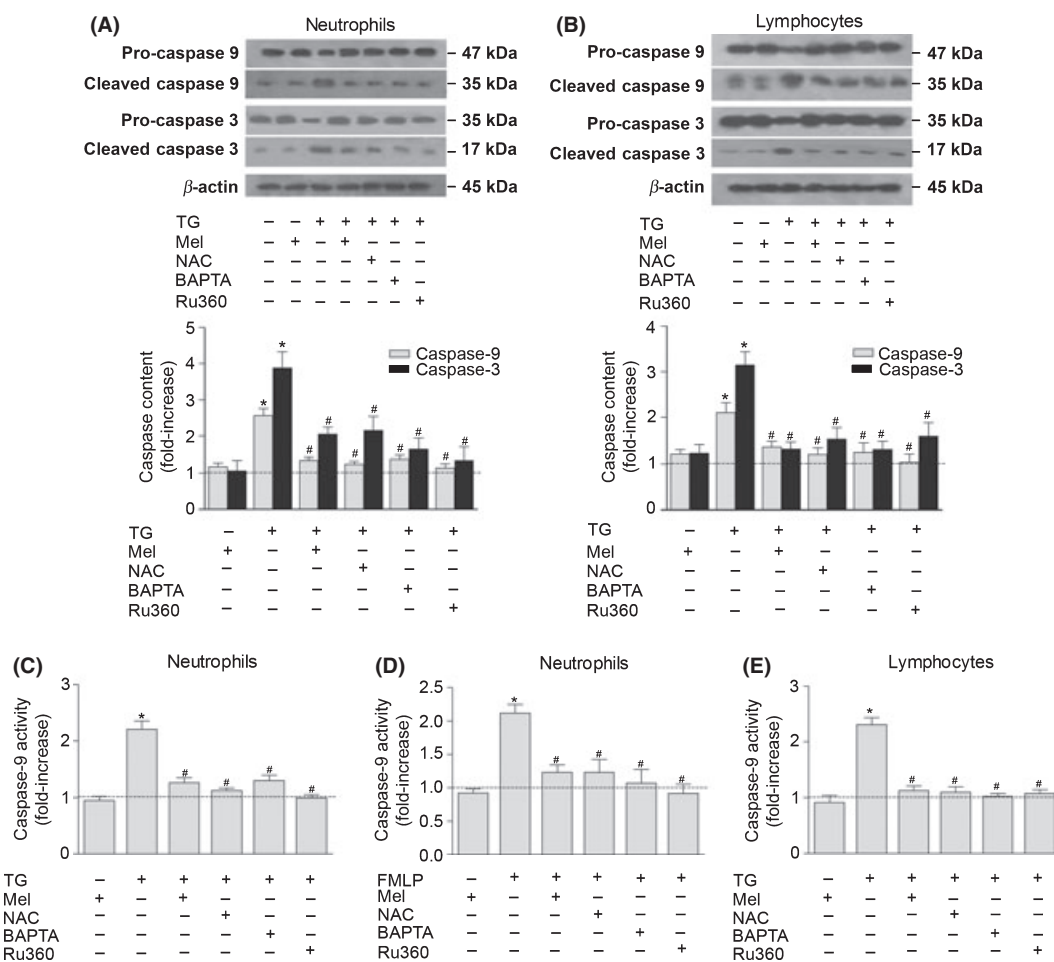 (A) Neutrophils
Pro-caspase 9 – 47 kDa
Cleaved caspase 9 – 35 kDa
Pro-caspase 3 – 35 kDa
Cleaved caspase 3 – 17 kDa
β-actin – 45 kDa
TG – – + + + + +
Mel – + – + – – –
NAC – – – – + – –
BAPTA – – – – – + –
Ru360 – – – – – – +
Caspase content
(fold-increase)
5
4
3
2
1
0
* * # # # # # # # #
Caspase-9
Caspase-3
TG – + + + + +
Mel + – + – – –
NAC – – – + – –
BAPTA – – – – + –
Ru360 – – – – – +
(B) Lymphocytes
Pro-caspase 9 – 47 kDa
Cleaved caspase 9 – 35 kDa
Pro-caspase 3 – 35 kDa
Cleaved caspase 3 – 17 kDa
β-actin – 45 kDa
TG – – + + + + +
Mel – + – + – – –
NAC – – – – + – –
BAPTA – – – – – + –
Ru360 – – – – – – +
Caspase content
(fold-increase)
4
3
2
1
0
* * # # # # # # # #
Caspase-9
Caspase-3
TG – + + + + +
Mel + – + – – –
NAC – – – + – –
BAPTA – – – – + –
Ru360 – – – – – +
(C) Neutrophils
Caspase-9 activity
(fold-increase)
3
2
1
0
* # # # #
TG – + + + + +
Mel + – + – – –
NAC – – – + – –
BAPTA – – – – + –
Ru360 – – – – – +
(D) Neutrophils
Caspase-9 activity
(fold-increase)
2.5
2.0
1.5
1.0
0.5
0.0
* # # # #
FMLP – + + + + +
Mel + – + – – –
NAC – – – + – –
BAPTA – – – – + –
Ru360 – – – – – +
(E) Lymphocytes
Caspase-9 activity
(fold-increase)
3
2
1
0
* # # # #
TG – + + + + +
Mel + – + – – –
NAC – – – + – –
BAPTA – – – – + –
Ru360 – – – – – +